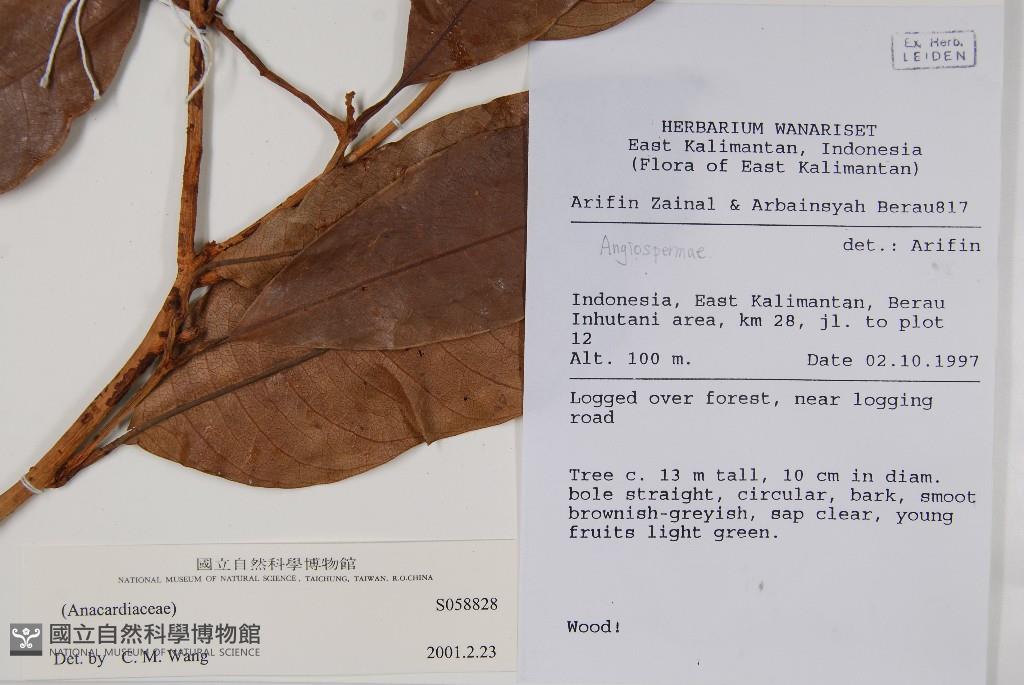 Ex. Herb.
LEIDEN
HERBARIUM WANARISET
East Kalimantan, Indonesia
(Flora of East Kalimantan)
Arifin Zainal & Arbainsyah Berau817
Angiospermae
det.: Arifin
Indonesia, East Kalimantan, Berau
Inhutani area, km 28, jl. to plot
12
Alt. 100 m. Date 02.10.1997
Logged over forest, near logging
road
Tree c. 13 m tall, 10 cm in diam.
bole straight, circular, bark, smoot
brownish-greyish, sap clear, young
fruits light green.
Wood!
國立自然科學博物館
NATIONAL MUSEUM OF NATURAL SCIENCE, TAICHUNG, TAIWAN, R.O.CHINA
(Anacardiaceae) S058828
國立自然科學博物館
NATIONAL MUSEUM OF NATURAL SCIENCE
Det. by C. M. Wang 2001.2.23